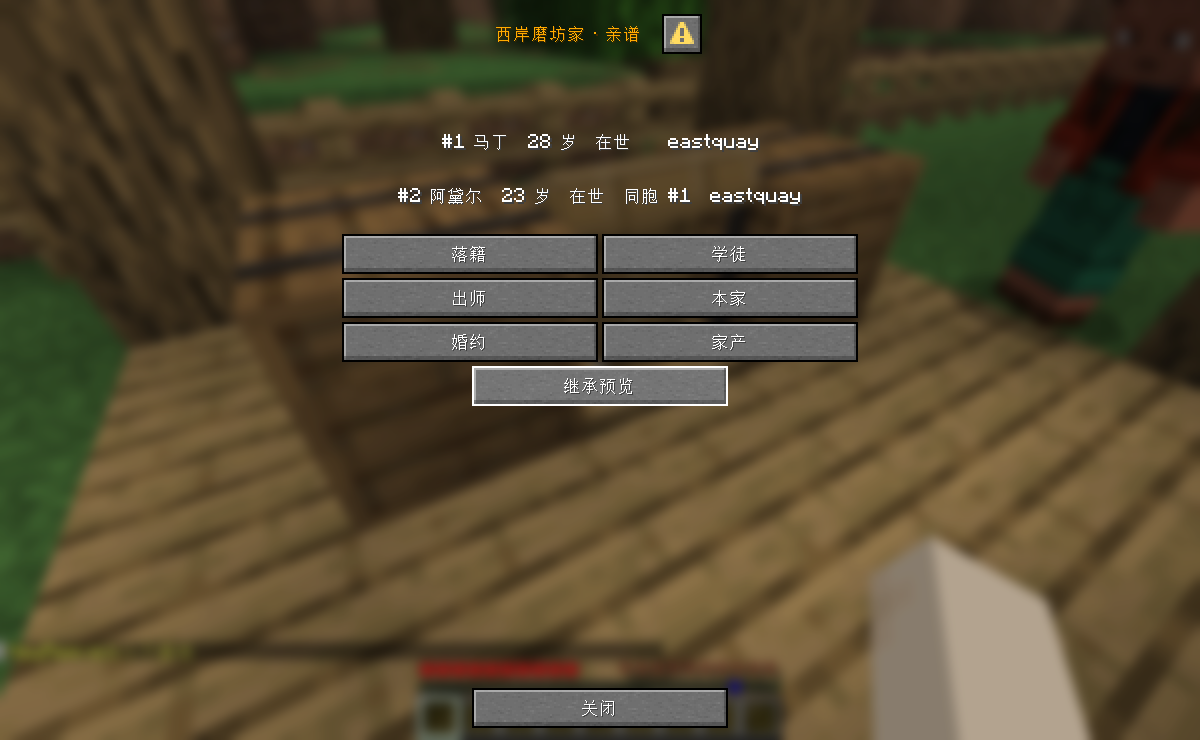 西岸磨坊家 · 亲谱
#1 马丁 28 岁 在世 eastquay
#2 阿黛尔 23 岁 在世 同胞 #1 eastquay
落籍 学徒
出师 本家
婚约 家产
继承预览
关闭